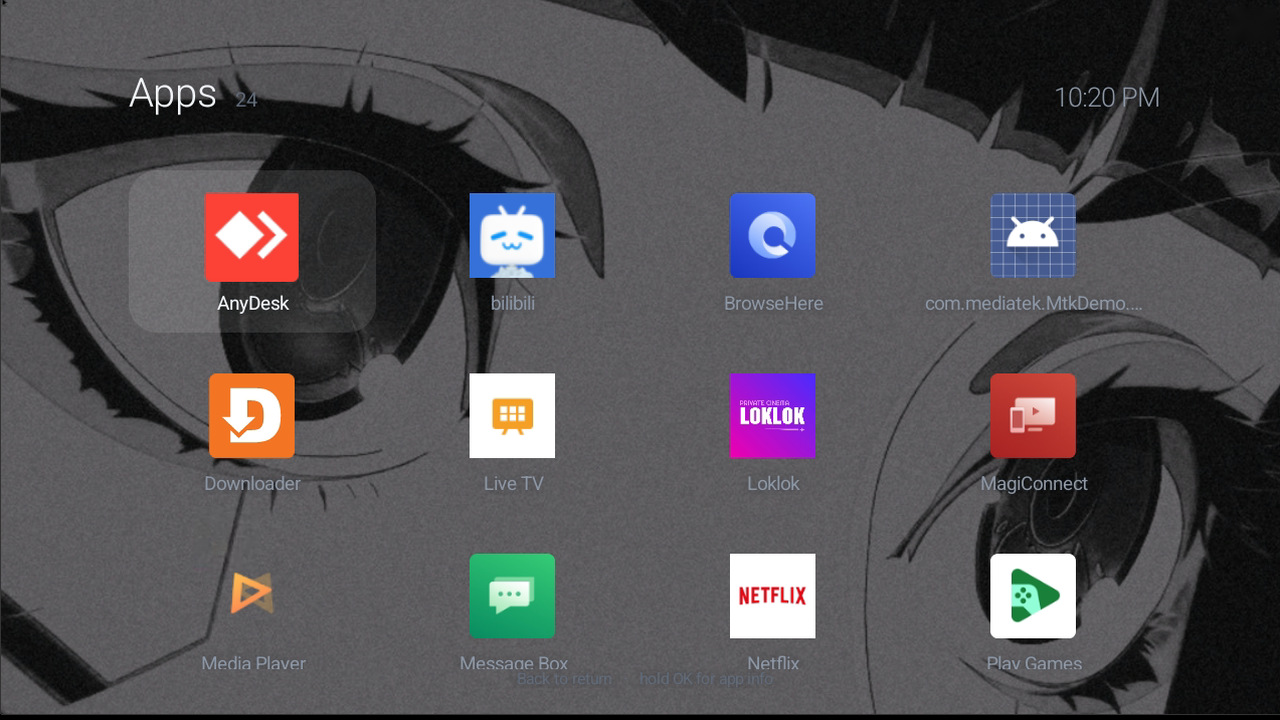 Apps 24
10:20 PM
AnyDesk
bilibili
BrowseHere
com.mediatek.MtkDemo....
Downloader
Live TV
PRIVATE CINEMA
LOKLOK
Loklok
MagiConnect
NETFLIX
Media Player
Message Box
Netflix
Play Games
Back to return hold OK for app info